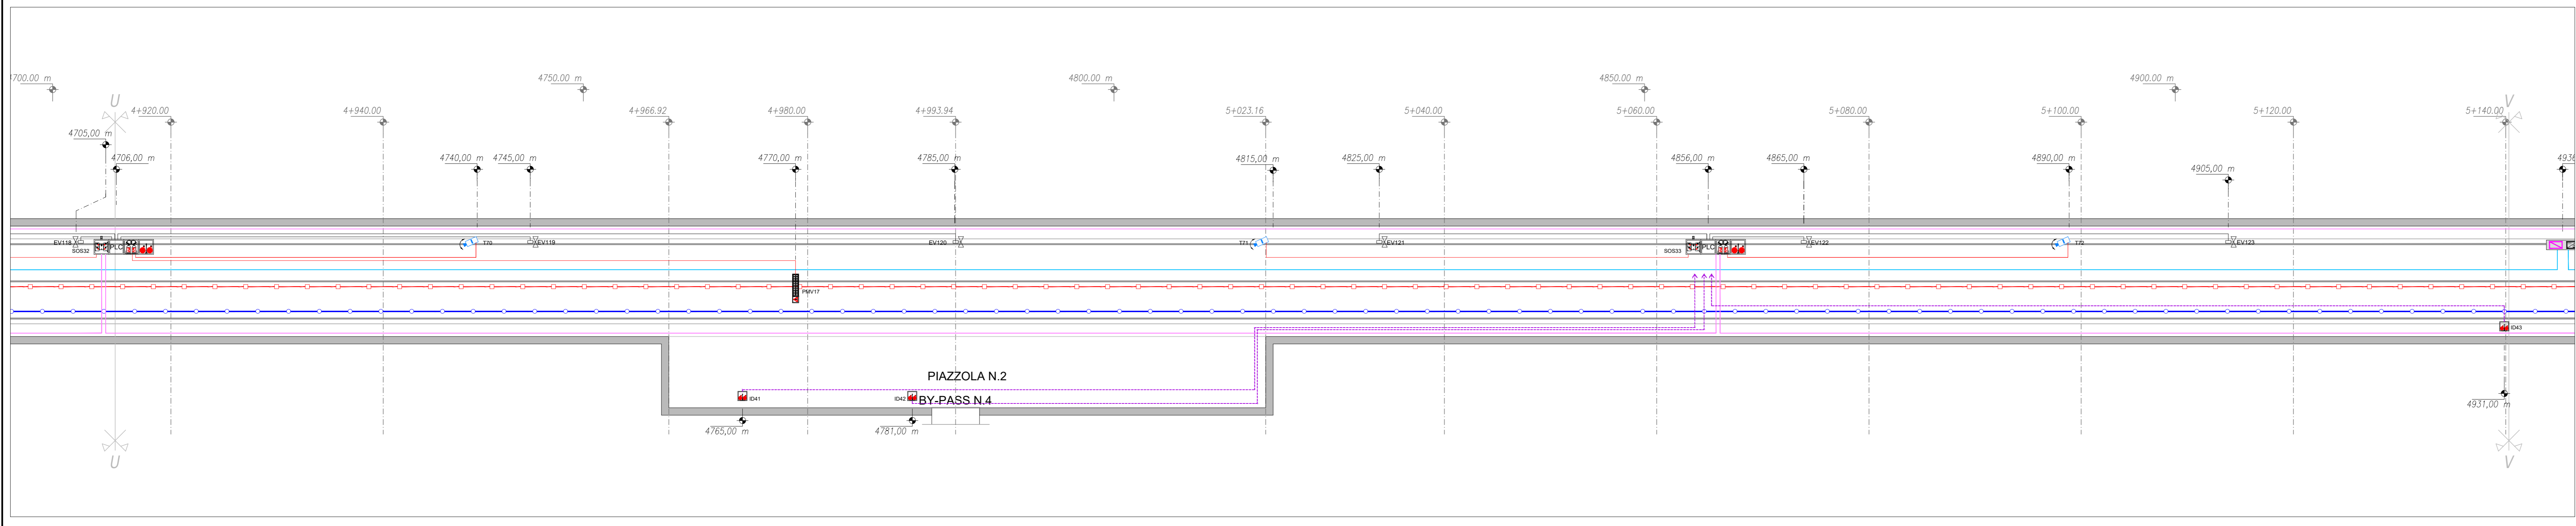 4700.00 m
4750.00 m
4800.00 m
4850.00 m
4900.00 m
U
V
4+920.00
4+940.00
4+966.92
4+980.00
4+993.94
5+023.16
5+040.00
5+060.00
5+080.00
5+100.00
5+120.00
5+140.00
4705,00 m
4706,00 m
4740,00 m
4745,00 m
4770,00 m
4785,00 m
4815,00 m
4825,00 m
4856,00 m
4865,00 m
4890,00 m
4905,00 m
4936
EV118
SOS32
PLC
T70
EV119
EV120
T71
EV121
SOS33
PLC
EV122
T72
EV123
PMV17
ID43
PIAZZOLA N.2
ID41
ID42
BY-PASS N.4
4765,00 m
4781,00 m
4931,00 m
U
V